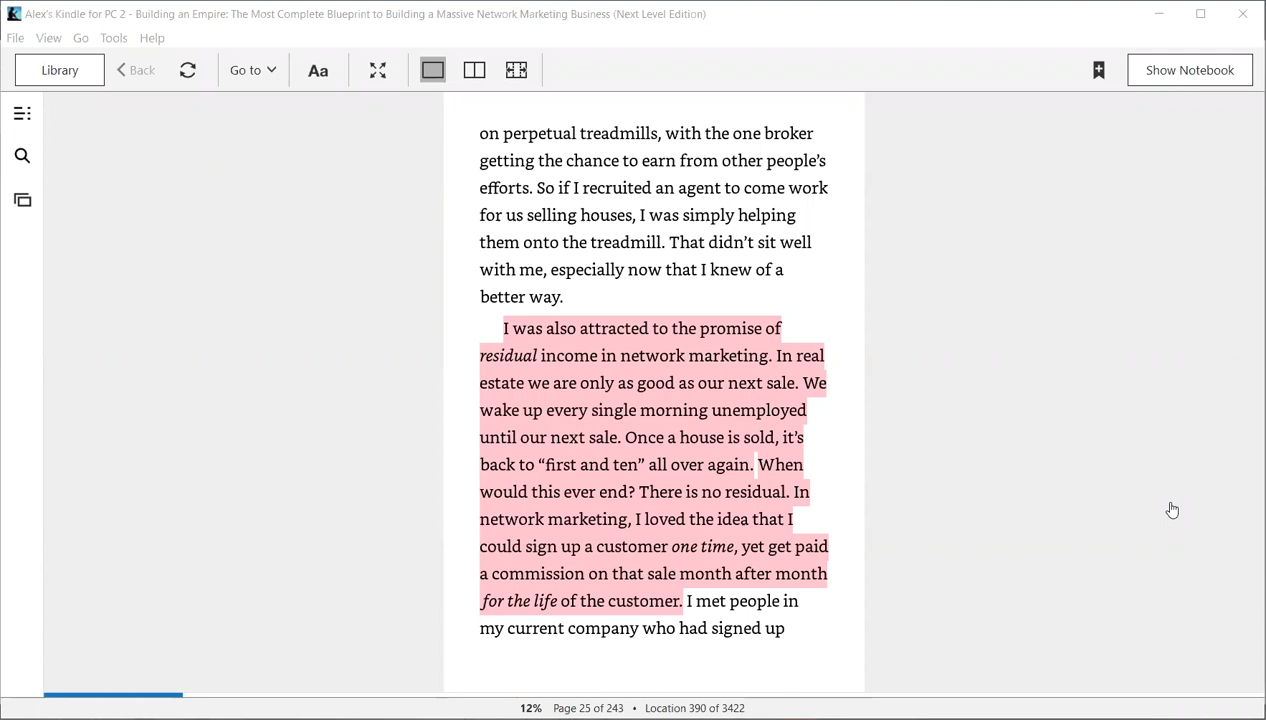 Alex's Kindle for PC 2 - Building an Empire: The Most Complete Blueprint to Building a Massive Network Marketing Business (Next Level Edition)
File View Go Tools Help
Library Back Go to Aa Show Notebook
on perpetual treadmills, with the one broker
getting the chance to earn from other people’s
efforts. So if I recruited an agent to come work
for us selling houses, I was simply helping
them onto the treadmill. That didn’t sit well
with me, especially now that I knew of a
better way.
I was also attracted to the promise of
residual income in network marketing. In real
estate we are only as good as our next sale. We
wake up every single morning unemployed
until our next sale. Once a house is sold, it’s
back to “first and ten” all over again. When
would this ever end? There is no residual. In
network marketing, I loved the idea that I
could sign up a customer one time, yet get paid
a commission on that sale month after month
for the life of the customer. I met people in
my current company who had signed up
12% Page 25 of 243 • Location 390 of 3422